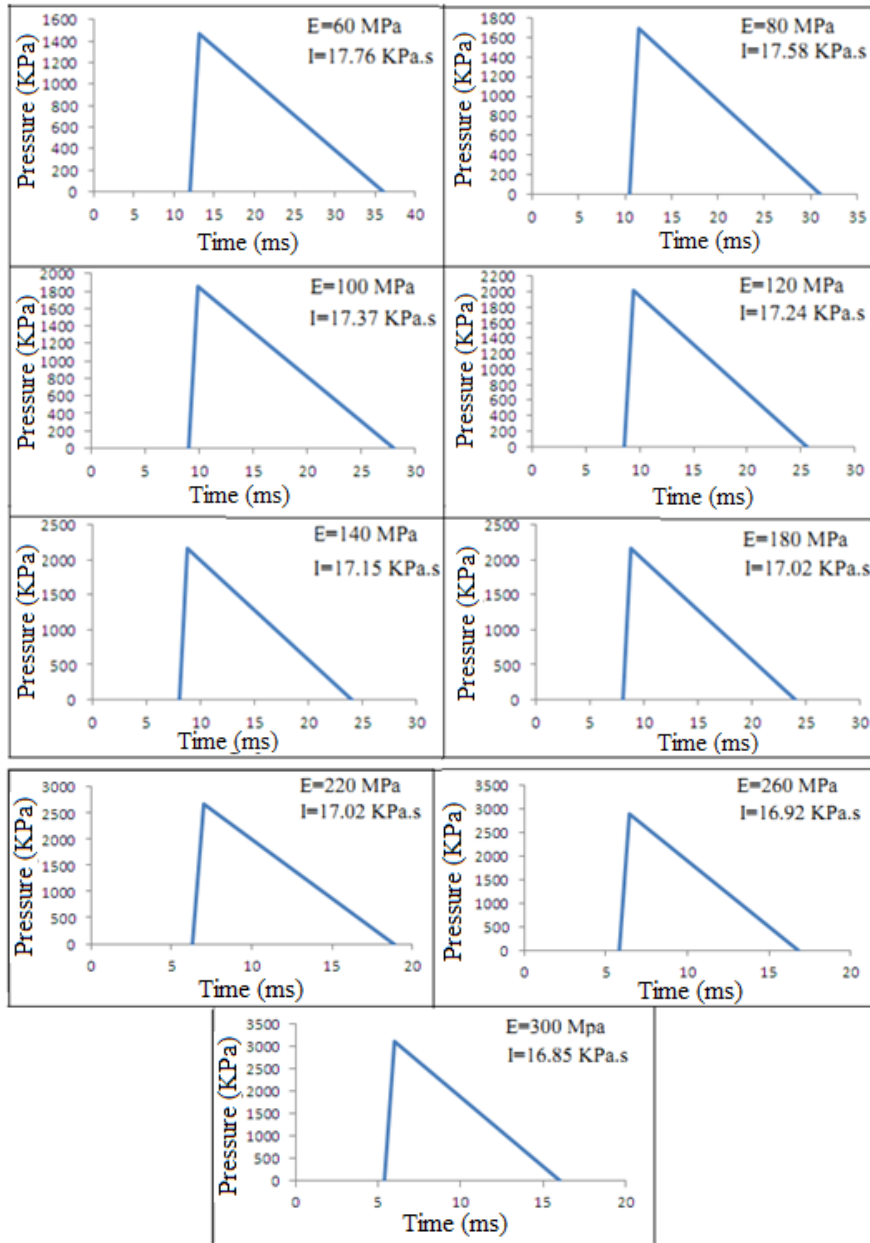 E=60 MPa
I=17.76 KPa.s
Pressure (KPa)
1600
1400
1200
1000
800
600
400
200
0
0 5 10 15 20 25 30 35 40
Time (ms)
E=80 MPa
I=17.58 KPa.s
Pressure (KPa)
1800
1600
1400
1200
1000
800
600
400
200
0
0 5 10 15 20 25 30 35
Time (ms)
E=100 MPa
I=17.37 KPa.s
Pressure (KPa)
2000
1800
1600
1400
1200
1000
800
600
400
200
0
0 5 10 15 20 25 30
Time (ms)
E=120 MPa
I=17.24 KPa.s
Pressure (KPa)
2200
2000
1800
1600
1400
1200
1000
800
600
400
200
0
0 5 10 15 20 25 30
Time (ms)
E=140 MPa
I=17.15 KPa.s
Pressure (KPa)
2500
2000
1500
1000
500
0
0 5 10 15 20 25 30
Time (ms)
E=180 MPa
I=17.02 KPa.s
Pressure (KPa)
2500
2000
1500
1000
500
0
0 5 10 15 20 25 30
Time (ms)
E=220 MPa
I=17.02 KPa.s
Pressure (KPa)
3000
2500
2000
1500
1000
500
0
0 5 10 15 20
Time (ms)
E=260 MPa
I=16.92 KPa.s
Pressure (KPa)
3500
3000
2500
2000
1500
1000
500
0
0 5 10 15 20
Time (ms)
E=300 Mpa
I=16.85 KPa.s
Pressure (KPa)
3500
3000
2500
2000
1500
1000
500
0
0 5 10 15 20
Time (ms)